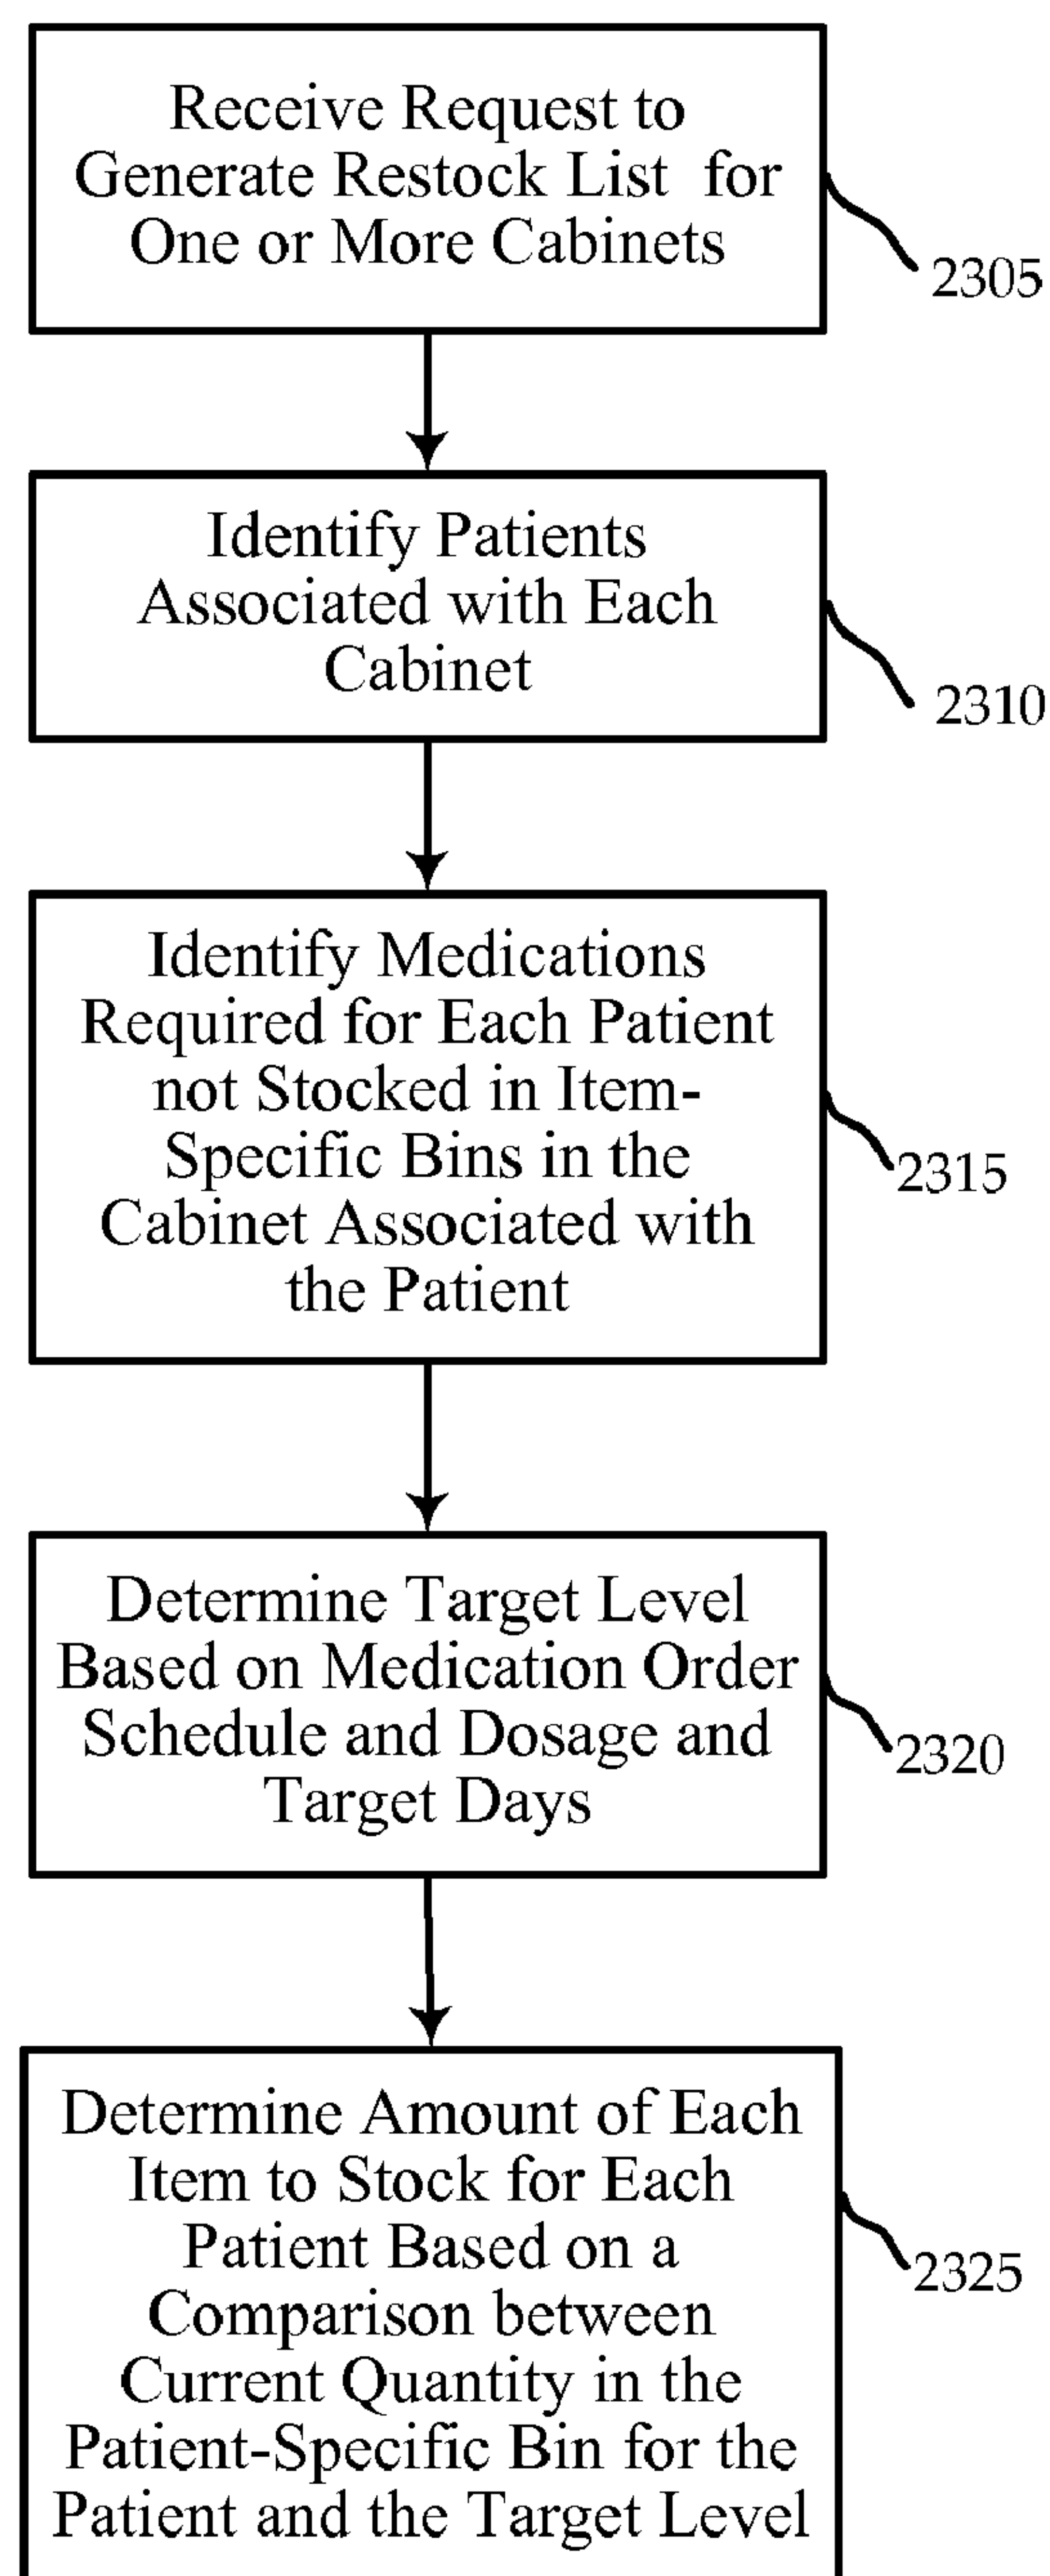 Receive Request to
Generate Restock List for
One or More Cabinets
2305
Identify Patients
Associated with Each
Cabinet
2310
Identify Medications
Required for Each Patient
not Stocked in Item-
Specific Bins in the
Cabinet Associated with
the Patient
2315
Determine Target Level
Based on Medication Order
Schedule and Dosage and
Target Days
2320
Determine Amount of Each
Item to Stock for Each
Patient Based on a
Comparison between
Current Quantity in the
Patient-Specific Bin for the
Patient and the Target Level
2325